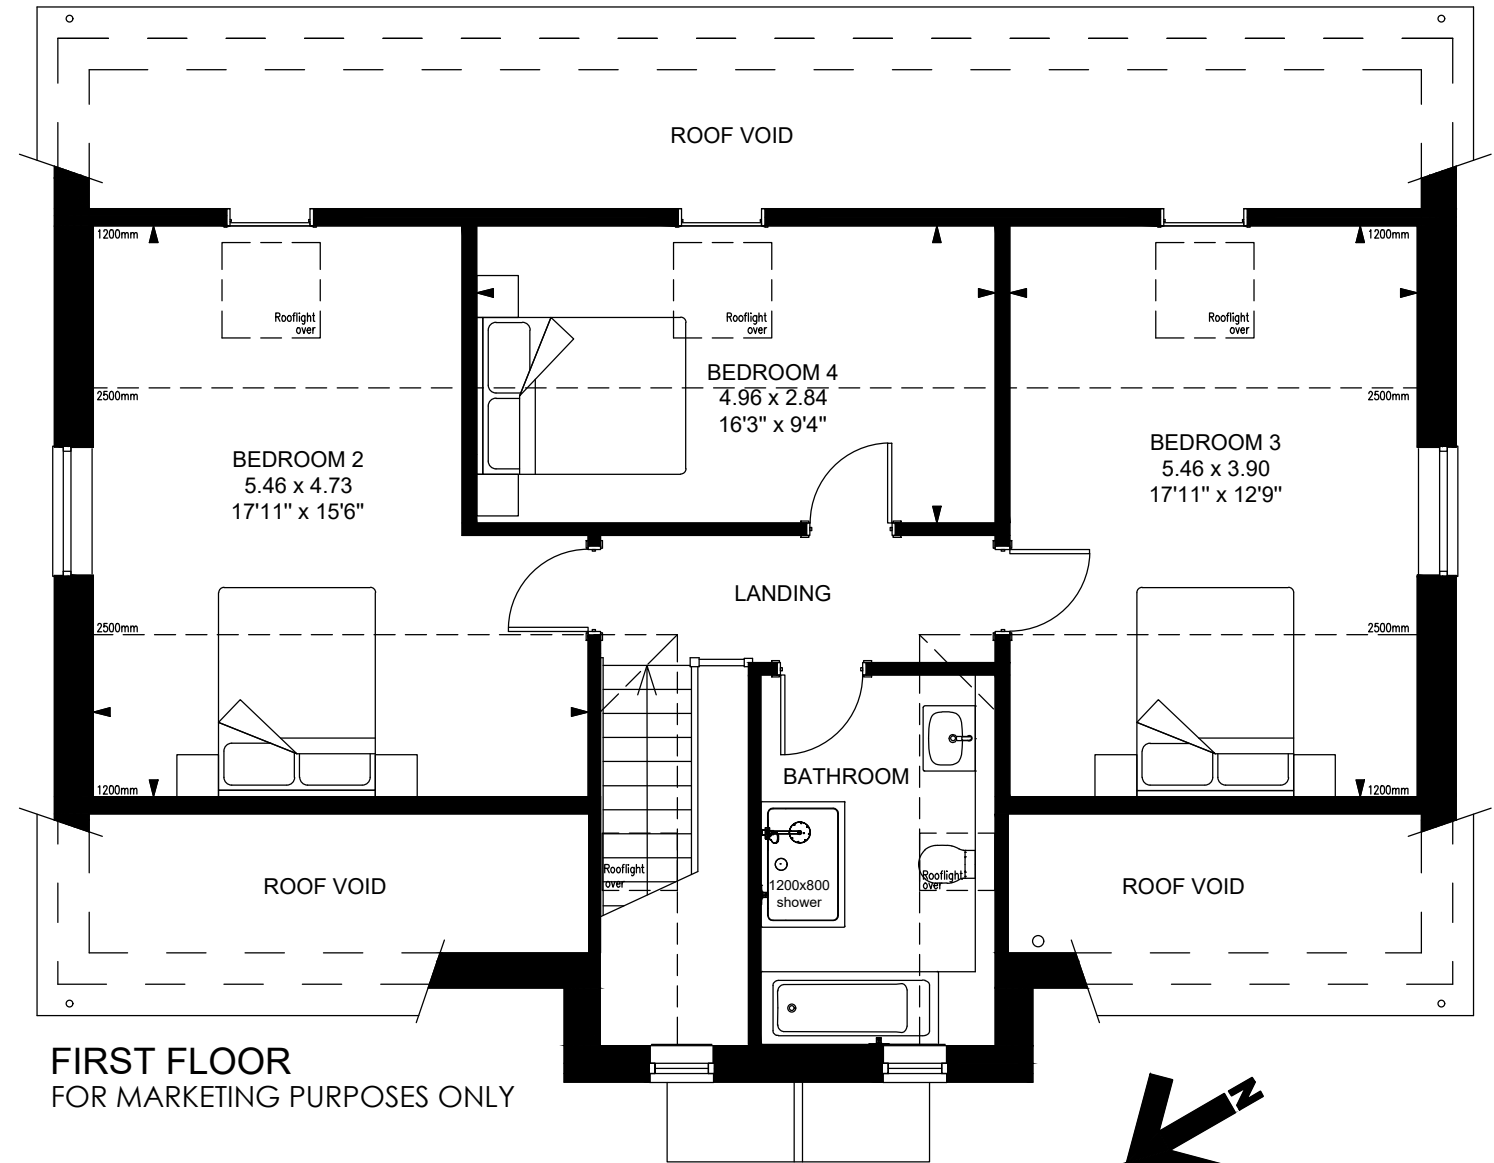 ROOF VOID
1200mm
1200mm
Rooflight
over
Rooflight
over
Rooflight
over
BEDROOM 4
4.96 x 2.84
16'3" x 9'4"
2500mm
2500mm
BEDROOM 2
5.46 x 4.73
17'11" x 15'6"
BEDROOM 3
5.46 x 3.90
17'11" x 12'9"
LANDING
2500mm
2500mm
BATHROOM
1200mm
1200mm
ROOF VOID
Rooflight
over
1200x800
shower
Rooflight
over
ROOF VOID
FIRST FLOOR
FOR MARKETING PURPOSES ONLY
N